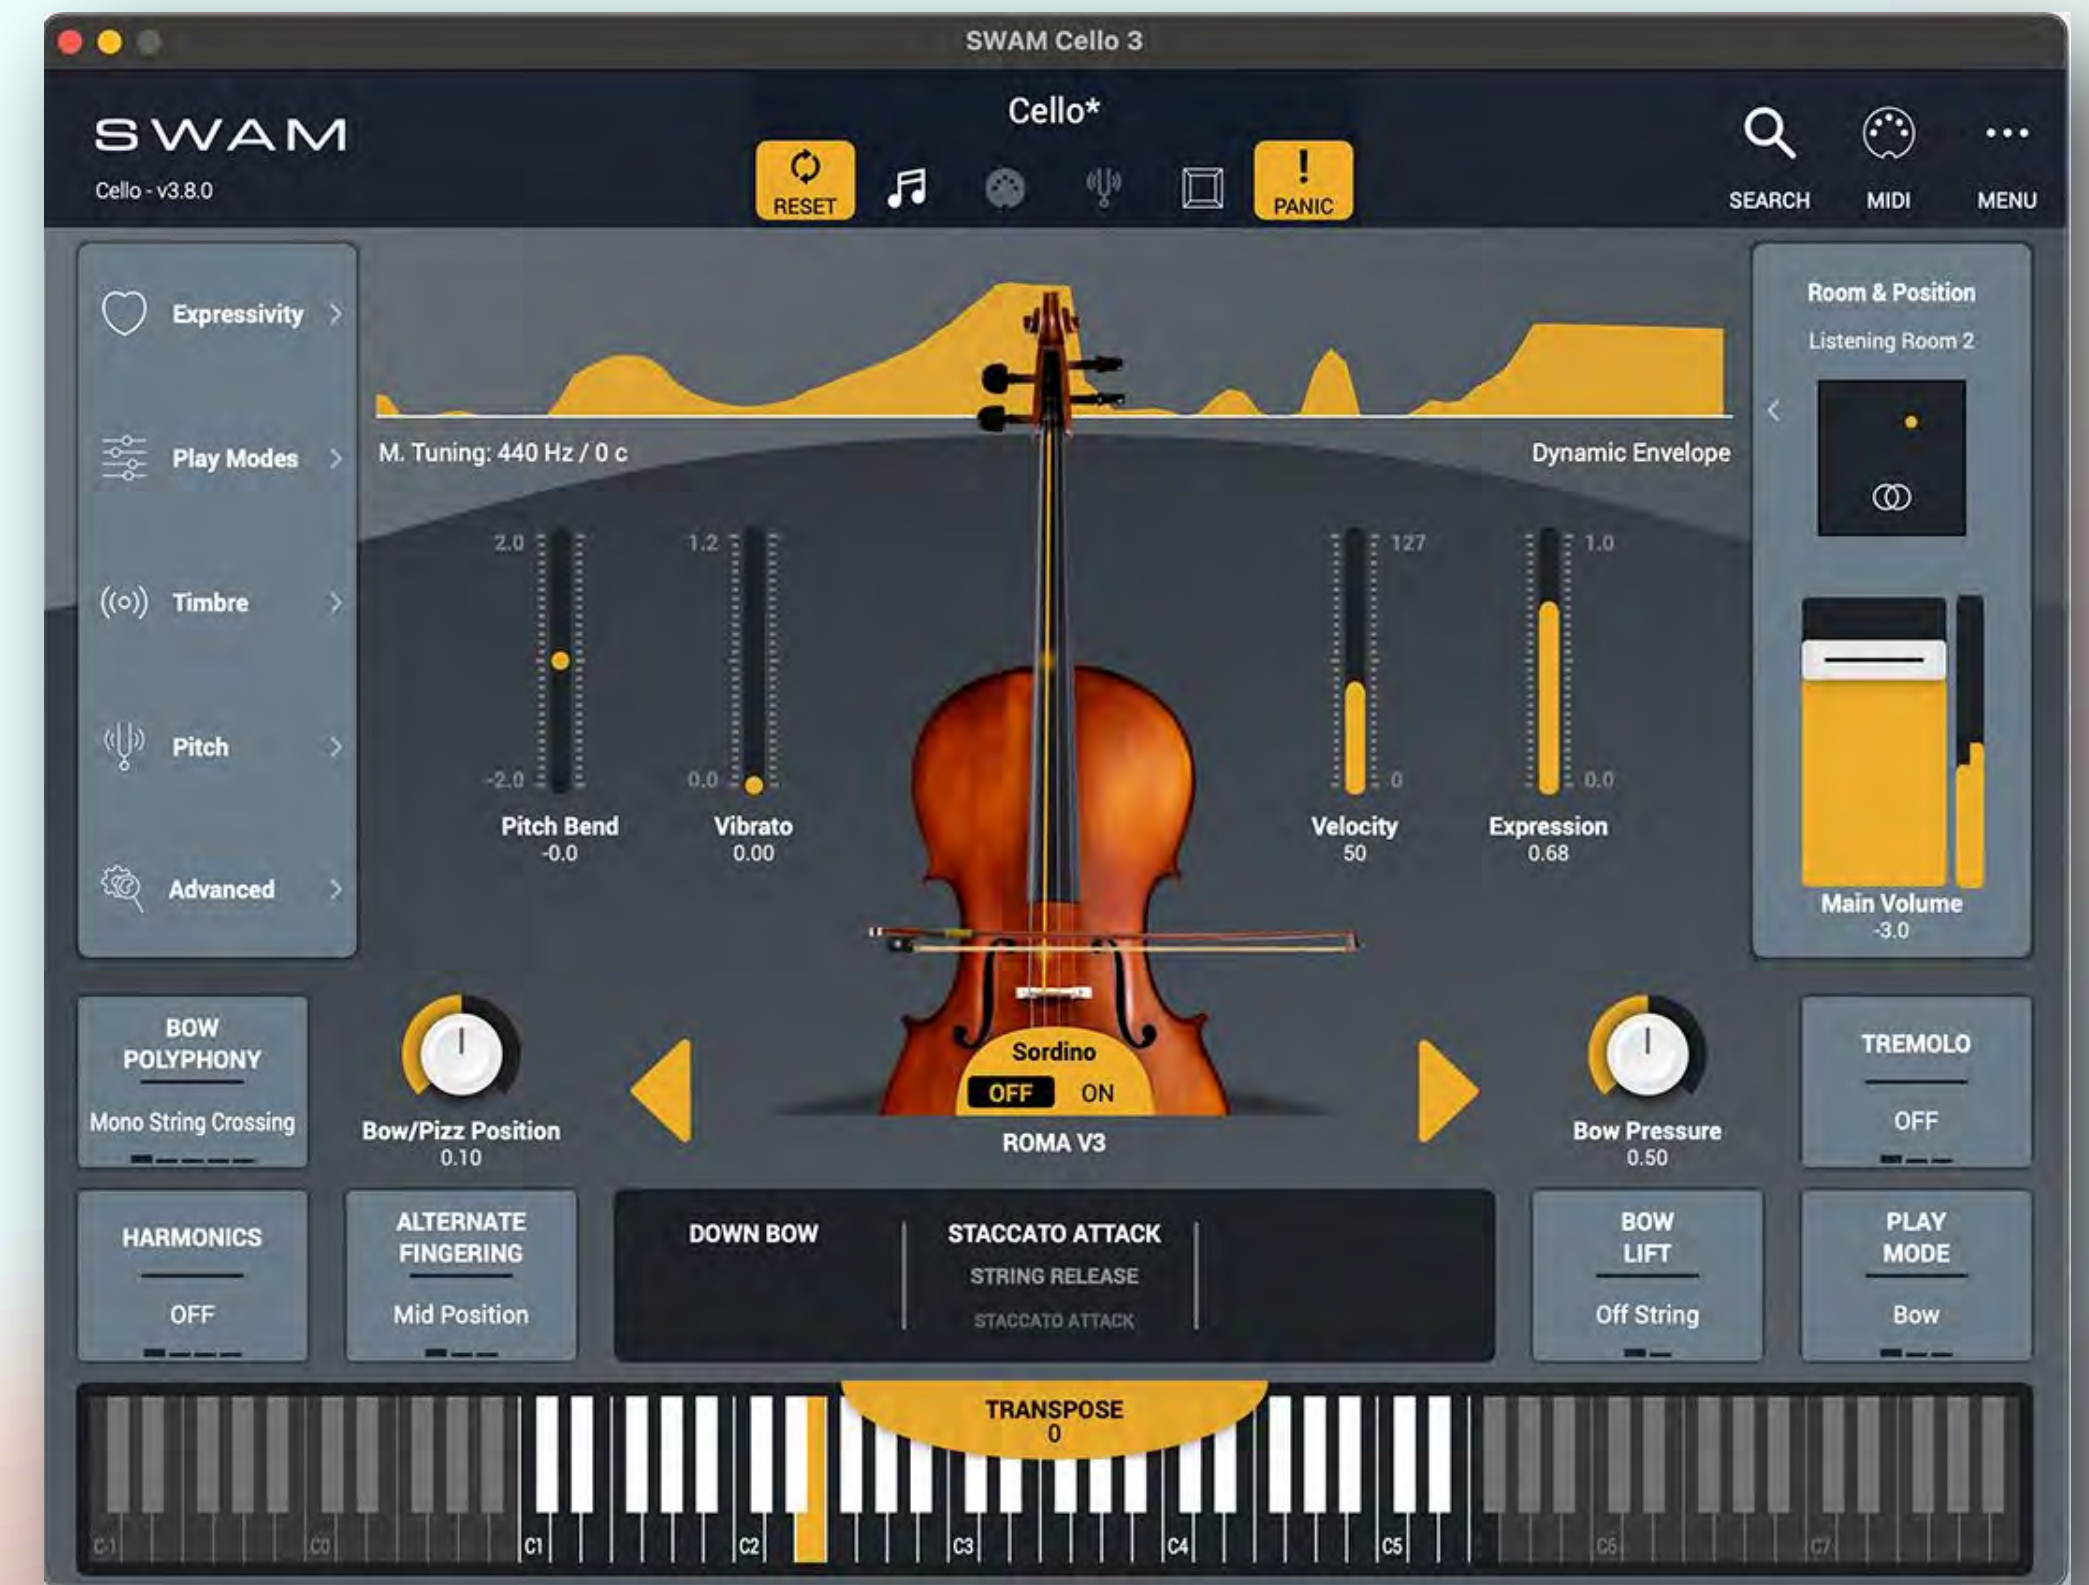 SWAM Cello 3
SWAM
Cello - v3.8.0
Cello*
RESET
PANIC
SEARCH
MIDI
MENU
Expressivity
Play Modes
Timbre
Pitch
Advanced
M. Tuning: 440 Hz / 0 c
Dynamic Envelope
2.0
-2.0
Pitch Bend
-0.0
1.2
0.0
Vibrato
0.00
127
0
Velocity
50
1.0
0.0
Expression
0.68
Room & Position
Listening Room 2
Main Volume
-3.0
BOW
POLYPHONY
Mono String Crossing
Bow/Pizz Position
0.10
Sordino
OFF ON
ROMA V3
Bow Pressure
0.50
TREMOLO
OFF
HARMONICS
OFF
ALTERNATE
FINGERING
Mid Position
DOWN BOW
STACCATO ATTACK
STRING RELEASE
STACCATO ATTACK
BOW
LIFT
Off String
PLAY
MODE
Bow
TRANSPOSE
0
C-1 C0 C1 C2 C3 C4 C5 C6 C7